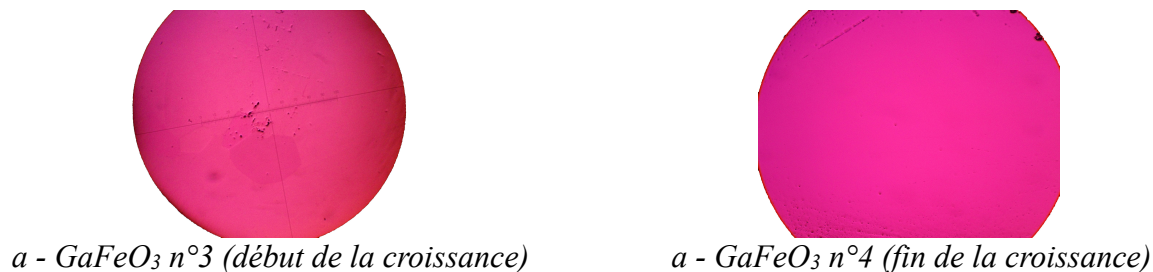 a - GaFeO₃ n°3 (début de la croissance)
a - GaFeO₃ n°4 (fin de la croissance)